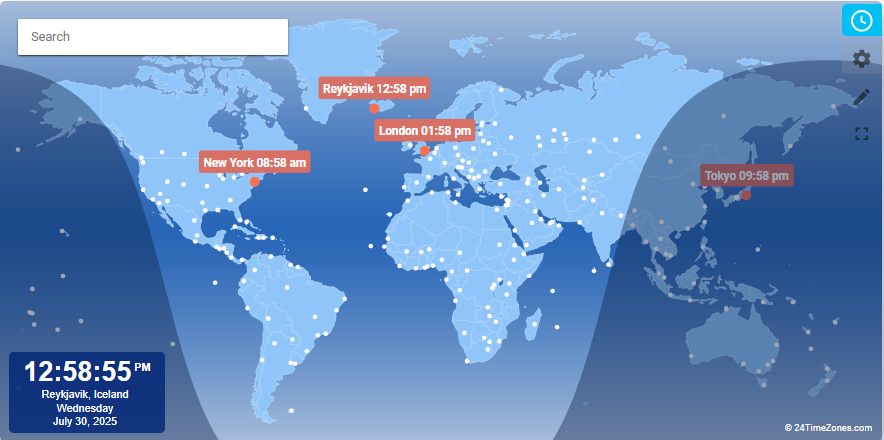 Search
Reykjavik 12:58 pm
London 01:58 pm
New York 08:58 am
Tokyo 09:58 pm
12:58:55 PM
Reykjavik, Iceland
Wednesday
July 30, 2025
© 24TimeZones.com